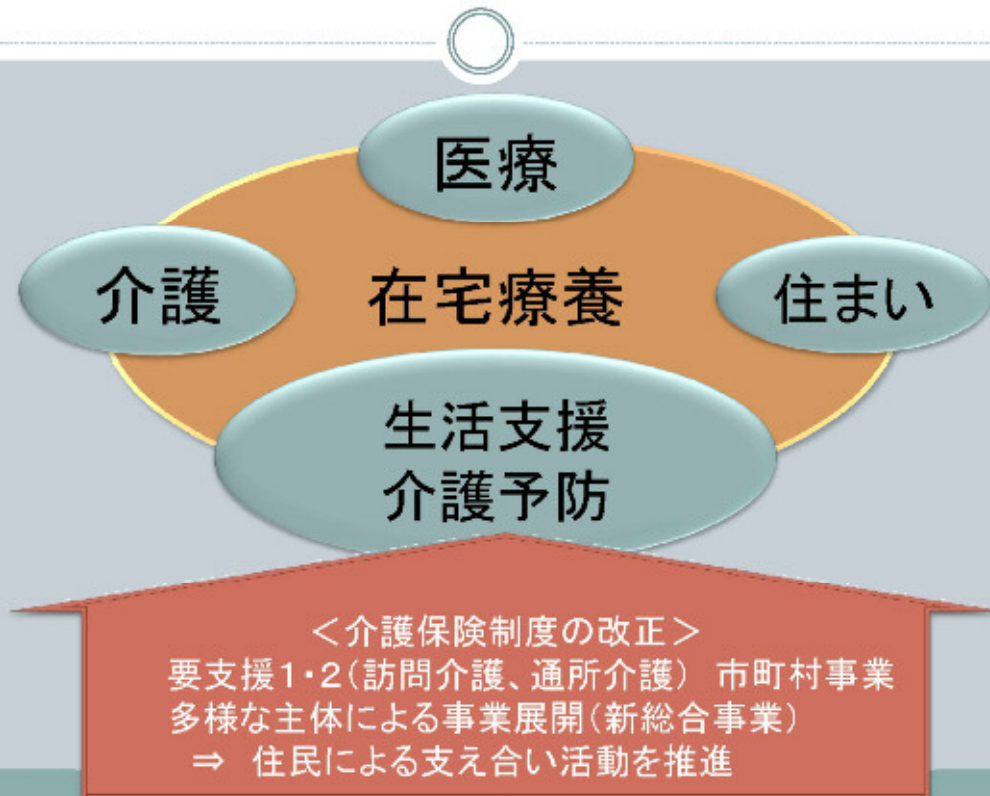 医療
介護
在宅療養
住まい
生活支援
介護予防
＜介護保険制度の改正＞
要支援1・2（訪問介護、通所介護）　市町村事業
多様な主体による事業展開（新総合事業）
⇒　住民による支え合い活動を推進